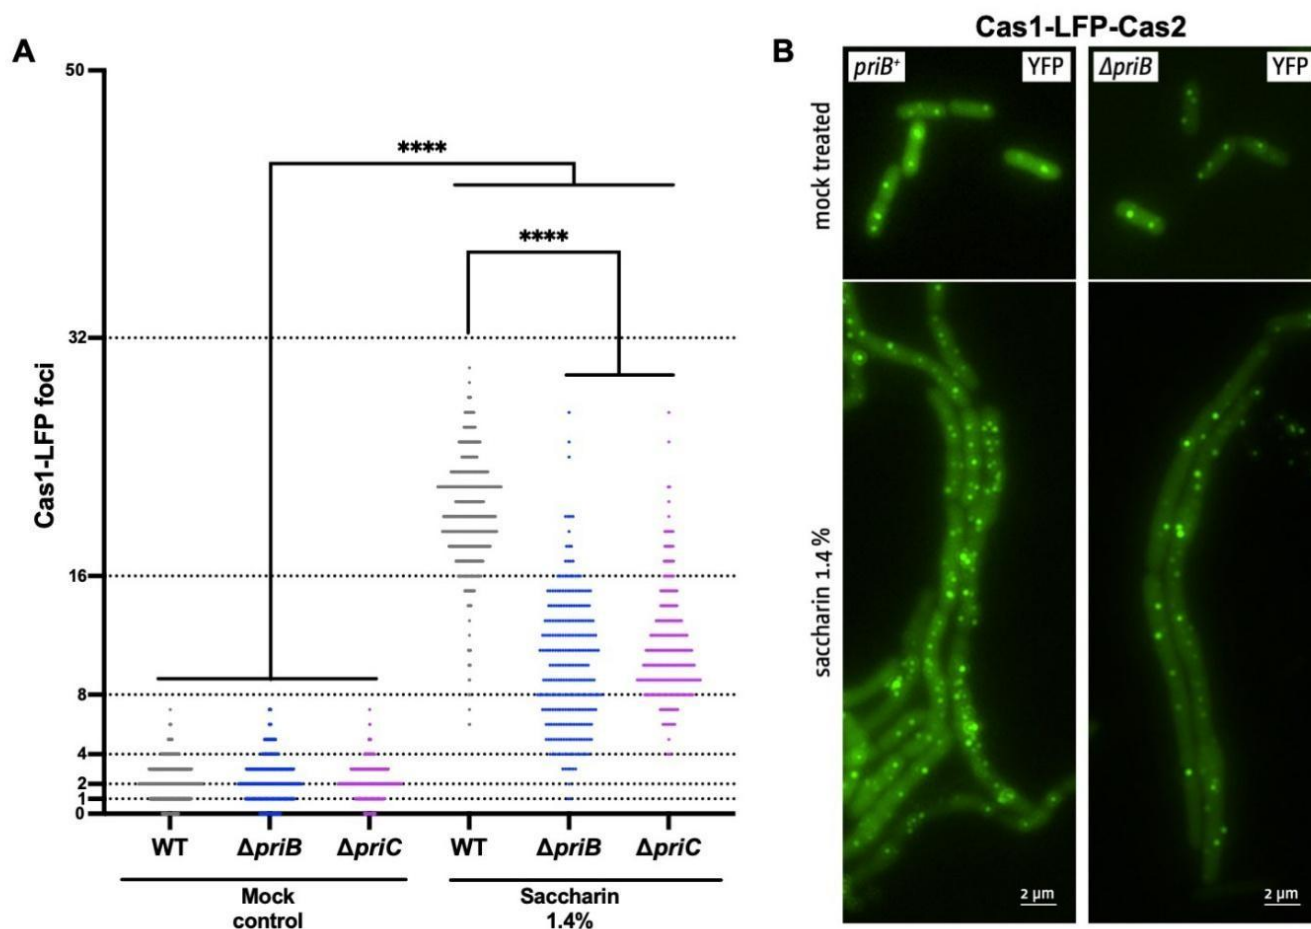 A
50
32
16
8
4
2
1
0
Cas1-LFP foci
****
****
WT
ΔpriB
ΔpriC
WT
ΔpriB
ΔpriC
Mock
control
Saccharin
1.4%
B
Cas1-LFP-Cas2
priB⁺
YFP
ΔpriB
YFP
mock treated
saccharin 1.4 %
2 µm
2 µm